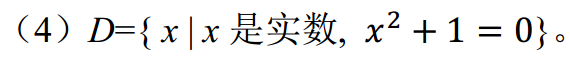 （4）D={ x | x 是实数, x² + 1 = 0}。